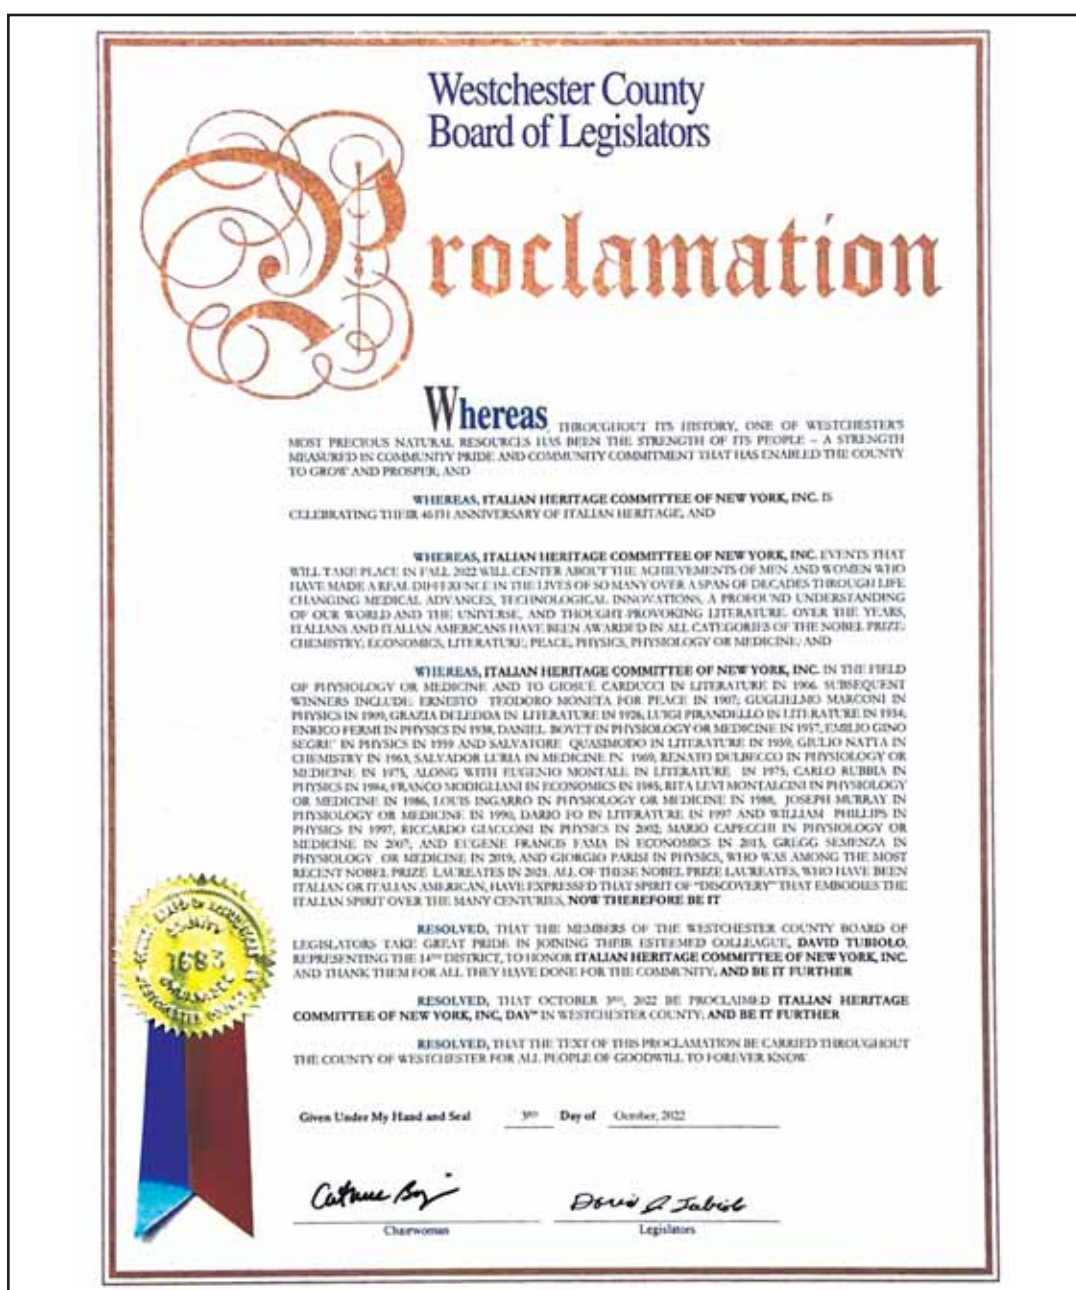 Westchester County
Board of Legislators
Proclamation
Whereas, THROUGHOUT ITS HISTORY, ONE OF WESTCHESTER'S
MOST PRECIOUS NATURAL RESOURCES HAS BEEN THE STRENGTH OF ITS PEOPLE – A STRENGTH
MEASURED IN COMMUNITY PRIDE AND COMMUNITY COMMITMENT THAT HAS ENABLED THE COUNTY
TO GROW AND PROSPER, AND
WHEREAS, ITALIAN HERITAGE COMMITTEE OF NEW YORK, INC. IS
CELEBRATING THEIR 46TH ANNIVERSARY OF ITALIAN HERITAGE, AND
WHEREAS, ITALIAN HERITAGE COMMITTEE OF NEW YORK, INC. EVENTS THAT
WILL TAKE PLACE IN FALL 2022 WILL CENTER ABOUT THE ACHIEVEMENTS OF MEN AND WOMEN WHO
HAVE MADE A REAL DIFFERENCE IN THE LIVES OF SO MANY OVER A SPAN OF DECADES THROUGH LIFE
CHANGING MEDICAL ADVANCES, TECHNOLOGICAL INNOVATIONS, A PROFOUND UNDERSTANDING
OF OUR WORLD AND THE UNIVERSE, AND THOUGHT-PROVOKING LITERATURE. OVER THE YEARS,
ITALIANS AND ITALIAN AMERICANS HAVE BEEN AWARDED IN ALL CATEGORIES OF THE NOBEL PRIZE:
CHEMISTRY, ECONOMICS, LITERATURE, PEACE, PHYSICS, PHYSIOLOGY OR MEDICINE; AND
WHEREAS, ITALIAN HERITAGE COMMITTEE OF NEW YORK, INC. IN THE FIELD
OF PHYSIOLOGY OR MEDICINE AND TO GIOSUE CARDUCCI IN LITERATURE IN 1906. SUBSEQUENT
WINNERS INCLUDE: ERNESTO TEODORO MONETA FOR PEACE IN 1907; GUGLIELMO MARCONI IN
PHYSICS IN 1909, GRAZIA DELEDDA IN LITERATURE IN 1926, LUIGI PIRANDELLO IN LITERATURE IN 1934;
ENRICO FERMI IN PHYSICS IN 1938, DANIEL BOVET IN PHYSIOLOGY OR MEDICINE IN 1957, EMILIO GINO
SEGRE' IN PHYSICS IN 1959 AND SALVATORE QUASIMODO IN LITERATURE IN 1959; GIULIO NATTA IN
CHEMISTRY IN 1963, SALVADOR LURIA IN MEDICINE IN 1969, RENATO DULBECCO IN PHYSIOLOGY OR
MEDICINE IN 1975, ALONG WITH EUGENIO MONTALE IN LITERATURE IN 1975; CARLO RUBBIA IN
PHYSICS IN 1984, FRANCO MODIGLIANI IN ECONOMICS IN 1985; RITA LEVI MONTALCINI IN PHYSIOLOGY
OR MEDICINE IN 1986, LOUIS INGARRO IN PHYSIOLOGY OR MEDICINE IN 1988, JOSEPH MURRAY IN
PHYSIOLOGY OR MEDICINE IN 1990, DARIO FO IN LITERATURE IN 1997 AND WILLIAM PHILLIPS IN
PHYSICS IN 1997, RICCARDO GIACCONI IN PHYSICS IN 2002; MARIO CAPECCHI IN PHYSIOLOGY OR
MEDICINE IN 2007; AND EUGENE FRANCIS FAMA IN ECONOMICS IN 2013, GREGG SEMENZA IN
PHYSIOLOGY OR MEDICINE IN 2019; AND GIORGIO PARISI IN PHYSICS, WHO WAS AMONG THE MOST
RECENT NOBEL PRIZE LAUREATES IN 2021. ALL OF THESE NOBEL PRIZE LAUREATES, WHO HAVE BEEN
ITALIAN OR ITALIAN AMERICAN, HAVE EXPRESSED THAT SPIRIT OF "DISCOVERY" THAT EMBODIES THE
ITALIAN SPIRIT OVER THE MANY CENTURIES, NOW THEREFORE BE IT
RESOLVED, THAT THE MEMBERS OF THE WESTCHESTER COUNTY BOARD OF
LEGISLATORS TAKE GREAT PRIDE IN JOINING THEIR ESTEEMED COLLEAGUE, DAVID TUBIOLO,
REPRESENTING THE 14TH DISTRICT, TO HONOR ITALIAN HERITAGE COMMITTEE OF NEW YORK, INC.
AND THANK THEM FOR ALL THEY HAVE DONE FOR THE COMMUNITY, AND BE IT FURTHER
RESOLVED, THAT OCTOBER 3RD, 2022 BE PROCLAIMED ITALIAN HERITAGE
COMMITTEE OF NEW YORK, INC, DAY" IN WESTCHESTER COUNTY, AND BE IT FURTHER
RESOLVED, THAT THE TEXT OF THIS PROCLAMATION BE CARRIED THROUGHOUT
THE COUNTY OF WESTCHESTER FOR ALL PEOPLE OF GOODWILL TO FOREVER KNOW
Given Under My Hand and Seal 3RD Day of October, 2022
Chairwoman
Legislators
COUNTY
1683